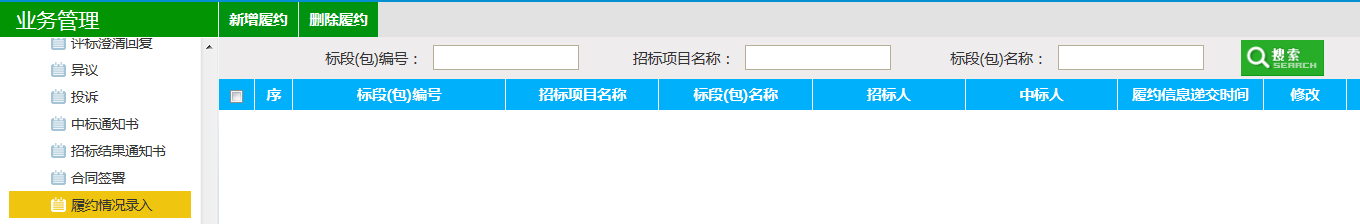 业务管理
新增履约 删除履约
评标澄清回复
异议
投诉
中标通知书
招标结果通知书
合同签署
履约情况录入
标段(包)编号： 招标项目名称： 标段(包)名称： 搜索
SEARCH
序 标段(包)编号 招标项目名称 标段(包)名称 招标人 中标人 履约信息递交时间 修改